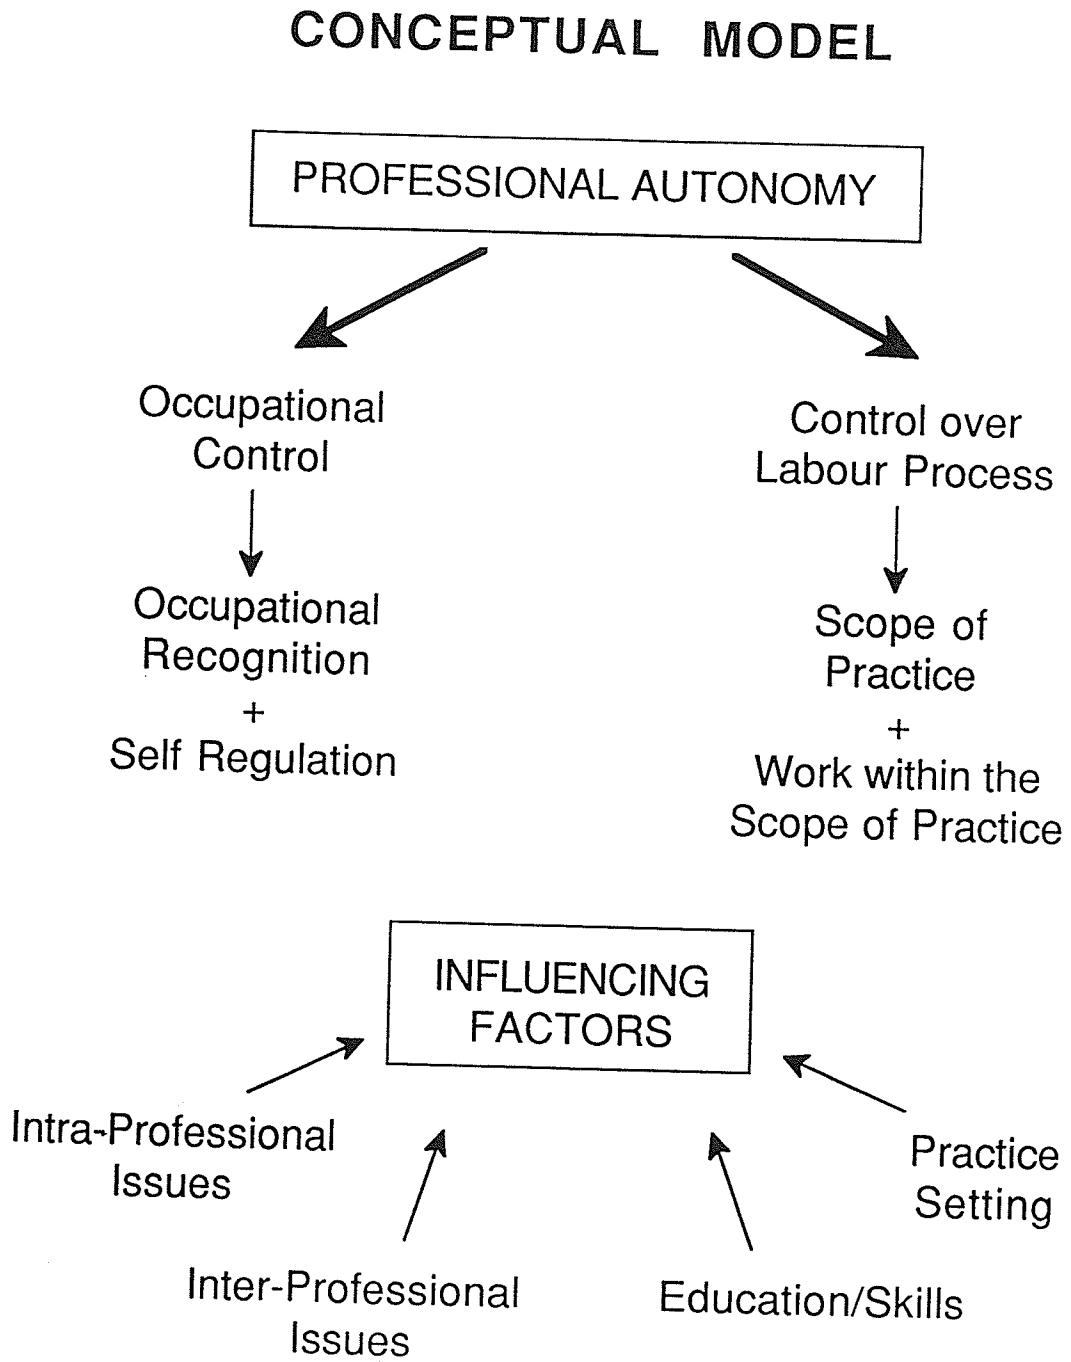 CONCEPTUAL MODEL
PROFESSIONAL AUTONOMY
Occupational
Control
Control over
Labour Process
Occupational
Recognition
+
Self Regulation
Scope of
Practice
+
Work within the
Scope of Practice
INFLUENCING
FACTORS
Intra-Professional
Issues
Inter-Professional
Issues
Education/Skills
Practice
Setting